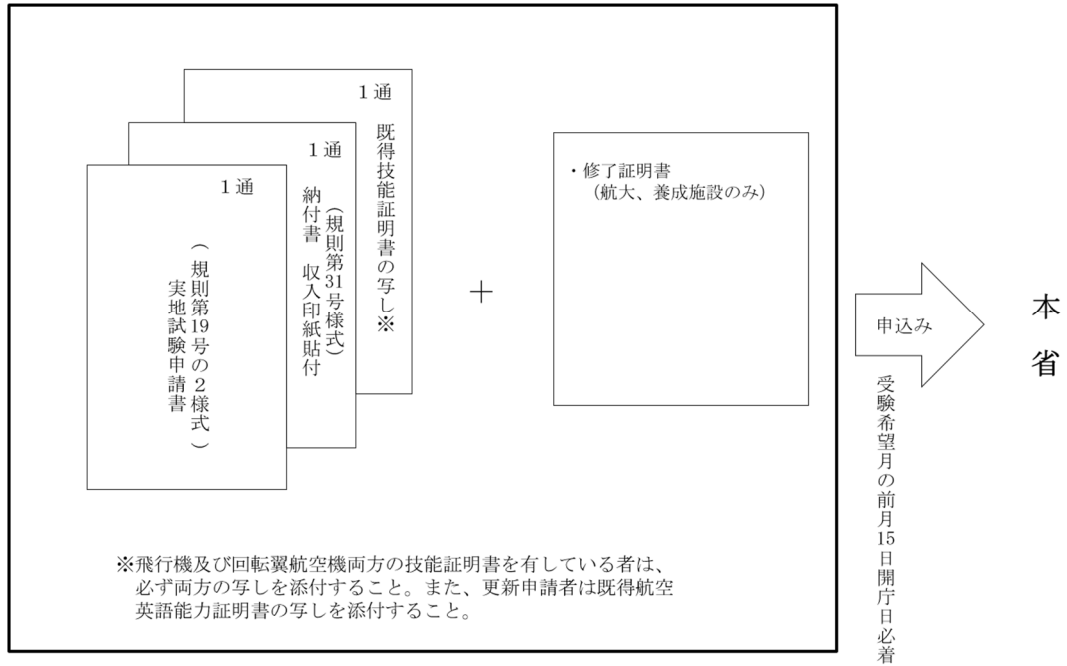 1通
既得技能証明書の写し※
1通
(規則第31号様式)
納付書 収入印紙貼付
1通
(規則第19号の2様式)
実地試験申請書
+
・修了証明書
(航大、養成施設のみ)
申込み
受験希望月の前月15日開庁日必着
本省
※飛行機及び回転翼航空機両方の技能証明書を有している者は、
必ず両方の写しを添付すること。また、更新申請者は既得航空
英語能力証明書の写しを添付すること。